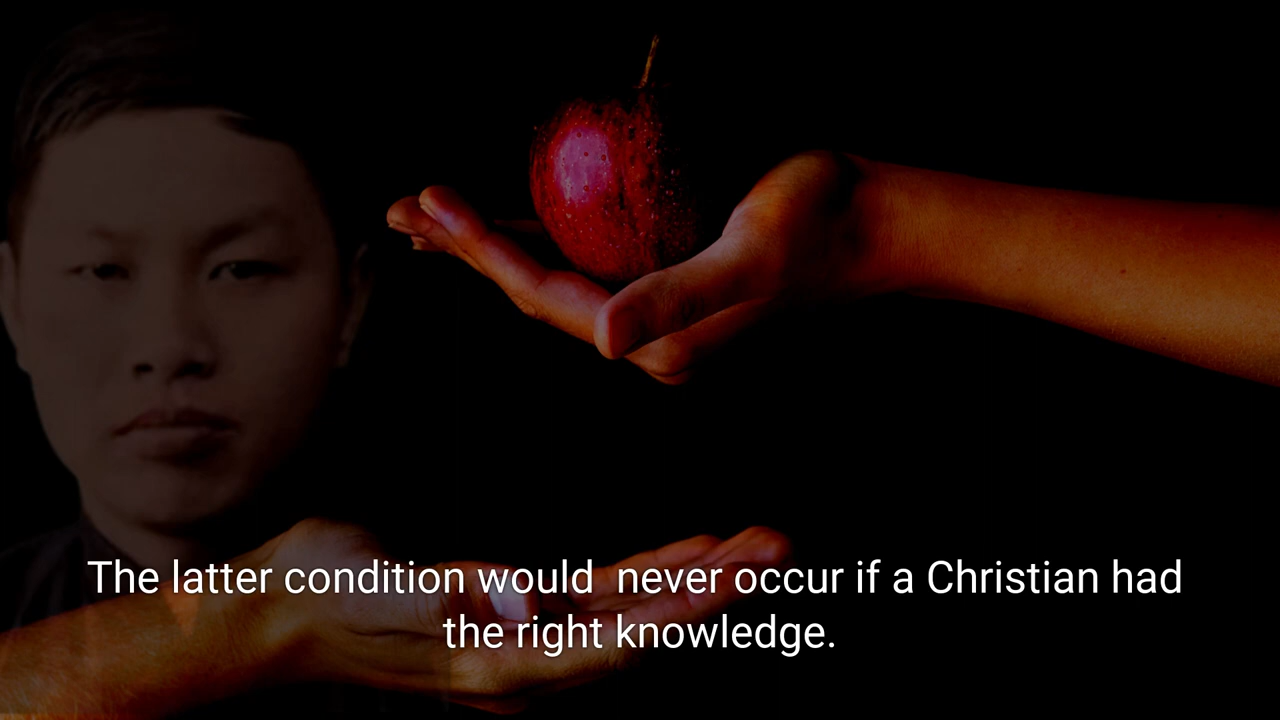 The latter condition would  never occur if a Christian had
the right knowledge.